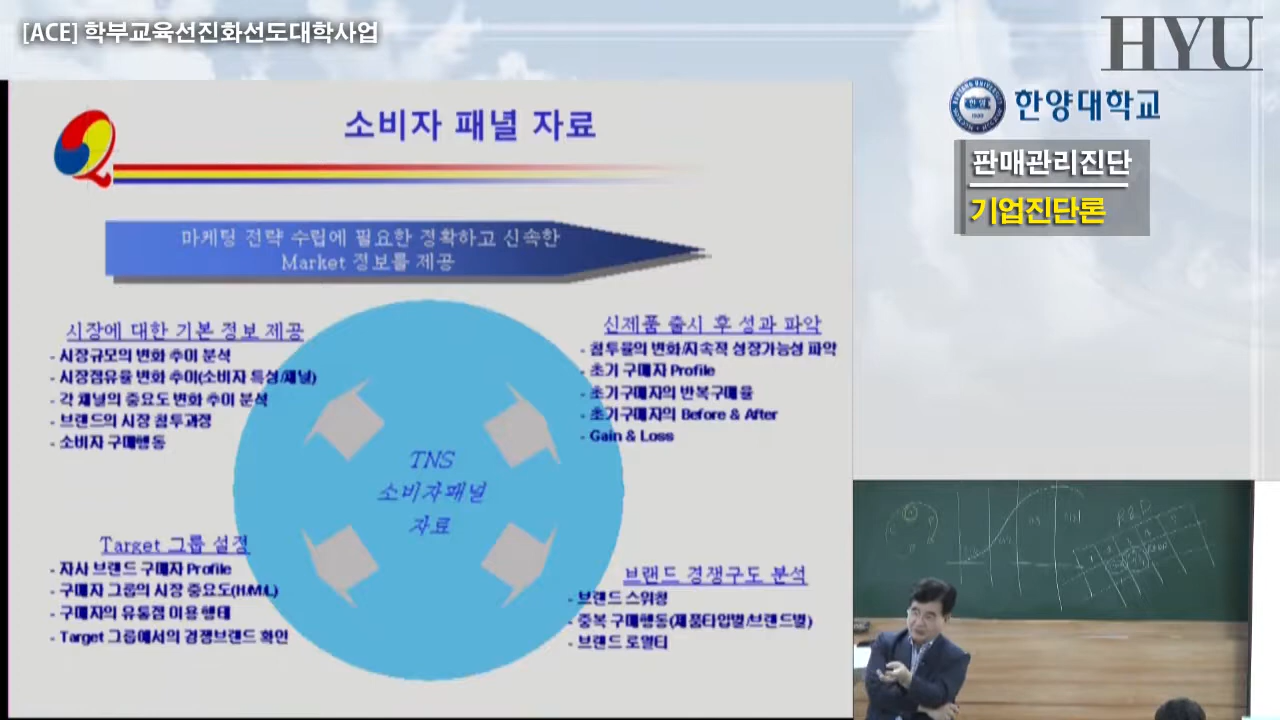 [ACE] 학부교육선진화선도대학사업
HYU
한양대학교
판매관리진단
기업진단론
소비자 패널 자료
마케팅 전략 수립에 필요한 정확하고 신속한
Market 정보를 제공
시장에 대한 기본 정보 제공
- 시장규모의 변화 추이 분석
- 시장점유율 변화 추이(소비자 특성/채널)
- 각 채널의 중요도 변화 추이 분석
- 브랜드의 시장 침투과정
- 소비자 구매행동
신제품 출시 후 성과 파악
- 침투율의 변화/지속적 성장가능성 파악
- 초기 구매자 Profile
- 초기구매자의 반복구매율
- 초기구매자의 Before & After
- Gain & Loss
TNS
소비자패널
자료
Target 그룹 설정
- 자사 브랜드 구매자 Profile
- 구매자 그룹의 시장 중요도(H/M/L)
- 구매자의 유통점 이용행태
- Target 그룹에서의 경쟁브랜드 확인
브랜드 경쟁구도 분석
- 브랜드 스위칭
- 중복 구매행동(제품타입별/브랜드별)
- 브랜드 로열티